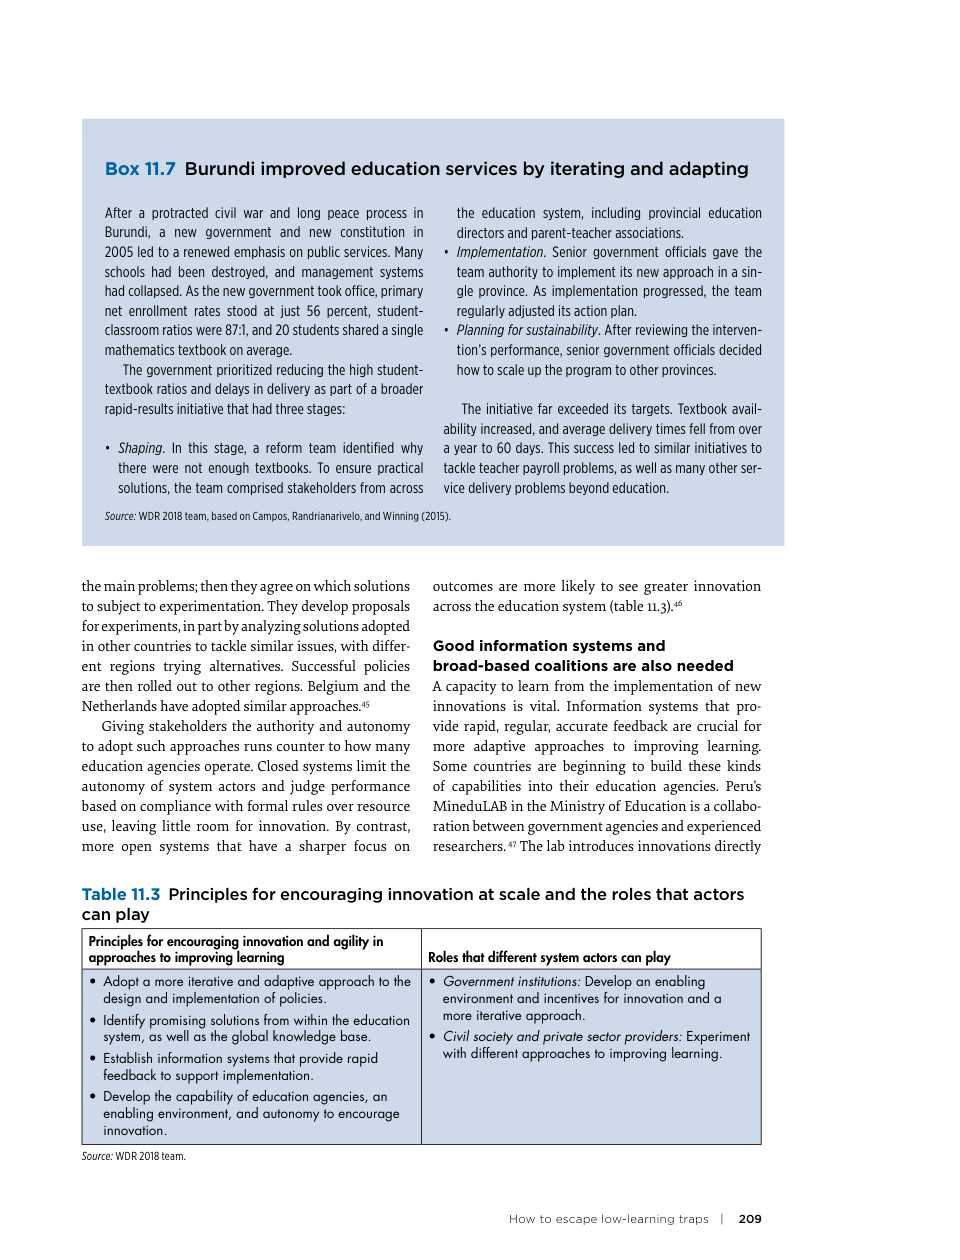 Box 11.7 Burundi improved education services by iterating and adapting
After a protracted civil war and long peace process in
Burundi, a new government and new constitution in
2005 led to a renewed emphasis on public services. Many
schools had been destroyed, and management systems
had collapsed. As the new government took office, primary
net enrollment rates stood at just 56 percent, student-
classroom ratios were 87:1, and 20 students shared a single
mathematics textbook on average.
The government prioritized reducing the high student-
textbook ratios and delays in delivery as part of a broader
rapid-results initiative that had three stages:
• Shaping. In this stage, a reform team identified why
there were not enough textbooks. To ensure practical
solutions, the team comprised stakeholders from across
the education system, including provincial education
directors and parent-teacher associations.
• Implementation. Senior government officials gave the
team authority to implement its new approach in a sin-
gle province. As implementation progressed, the team
regularly adjusted its action plan.
• Planning for sustainability. After reviewing the interven-
tion's performance, senior government officials decided
how to scale up the program to other provinces.
The initiative far exceeded its targets. Textbook avail-
ability increased, and average delivery times fell from over
a year to 60 days. This success led to similar initiatives to
tackle teacher payroll problems, as well as many other ser-
vice delivery problems beyond education.
Source: WDR 2018 team, based on Campos, Randrianarivelo, and Winning (2015).
the main problems; then they agree on which solutions
to subject to experimentation. They develop proposals
for experiments, in part by analyzing solutions adopted
in other countries to tackle similar issues, with differ-
ent regions trying alternatives. Successful policies
are then rolled out to other regions. Belgium and the
Netherlands have adopted similar approaches.45
Giving stakeholders the authority and autonomy
to adopt such approaches runs counter to how many
education agencies operate. Closed systems limit the
autonomy of system actors and judge performance
based on compliance with formal rules over resource
use, leaving little room for innovation. By contrast,
more open systems that have a sharper focus on
outcomes are more likely to see greater innovation
across the education system (table 11.3).46
Good information systems and
broad-based coalitions are also needed
A capacity to learn from the implementation of new
innovations is vital. Information systems that pro-
vide rapid, regular, accurate feedback are crucial for
more adaptive approaches to improving learning.
Some countries are beginning to build these kinds
of capabilities into their education agencies. Peru's
MineduLAB in the Ministry of Education is a collabo-
ration between government agencies and experienced
researchers.47 The lab introduces innovations directly
Table 11.3 Principles for encouraging innovation at scale and the roles that actors
can play
Principles for encouraging innovation and agility in
approaches to improving learning
Roles that different system actors can play
• Adopt a more iterative and adaptive approach to the
design and implementation of policies.
• Identify promising solutions from within the education
system, as well as the global knowledge base.
• Establish information systems that provide rapid
feedback to support implementation.
• Develop the capability of education agencies, an
enabling environment, and autonomy to encourage
innovation.
• Government institutions: Develop an enabling
environment and incentives for innovation and a
more iterative approach.
• Civil society and private sector providers: Experiment
with different approaches to improving learning.
Source: WDR 2018 team.
How to escape low-learning traps | 209